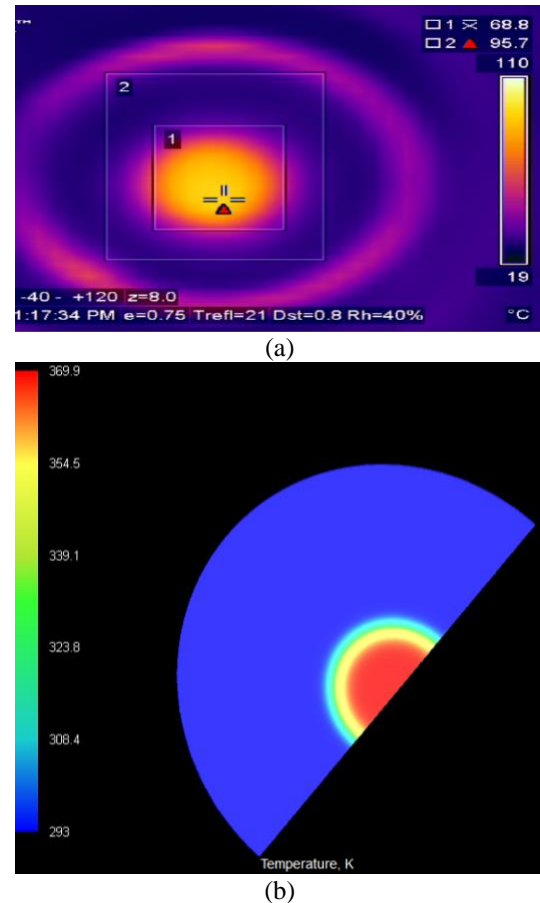 ™
□ 1 68.8
□ 2 ▲ 95.7
110
2
1
19
-40 - +120 z=8.0
1:17:34 PM e=0.75 Trefl=21 Dst=0.8 Rh=40% °C
(a)
369.9
354.5
339.1
323.8
308.4
293
Temperature, K
(b)